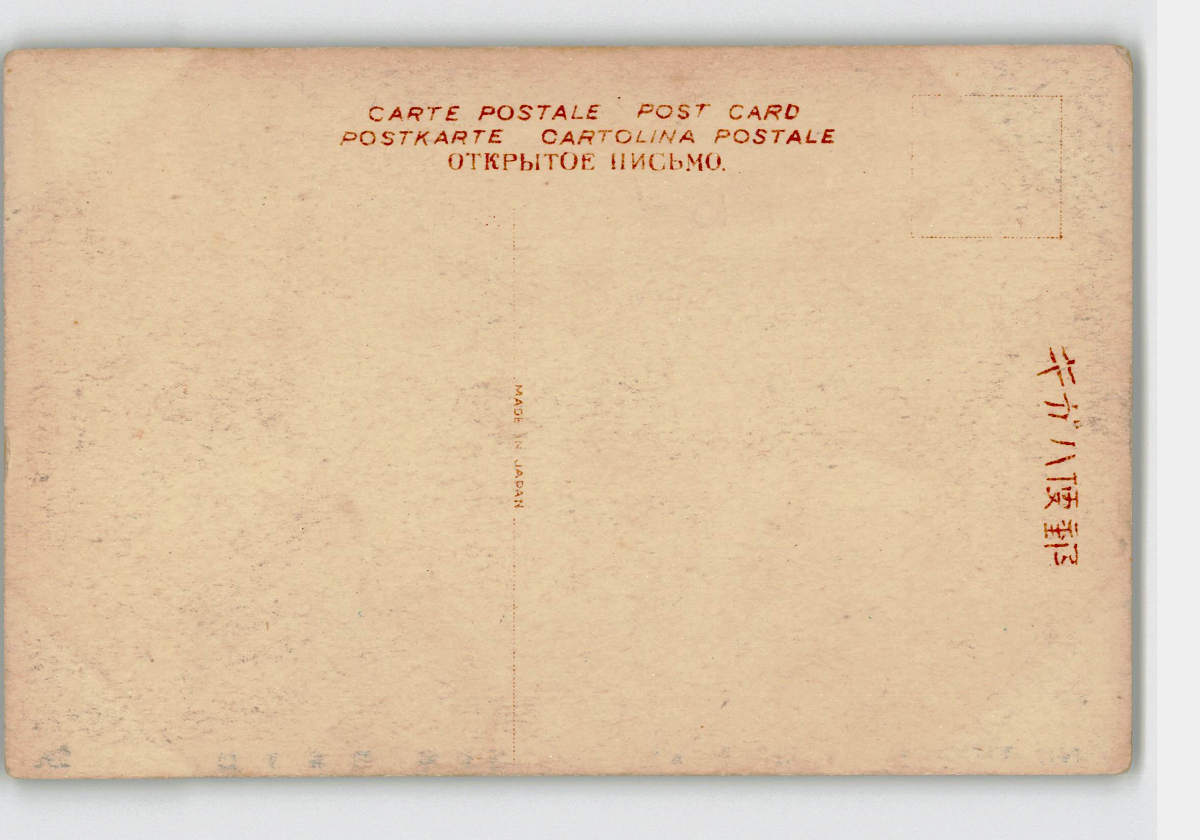 CARTE POSTALE POST CARD
POSTKARTE CARTOLINA POSTALE
ОТКРЫТОЕ ПИСЬМО.
MADE IN JAPAN
郵便ハガキ